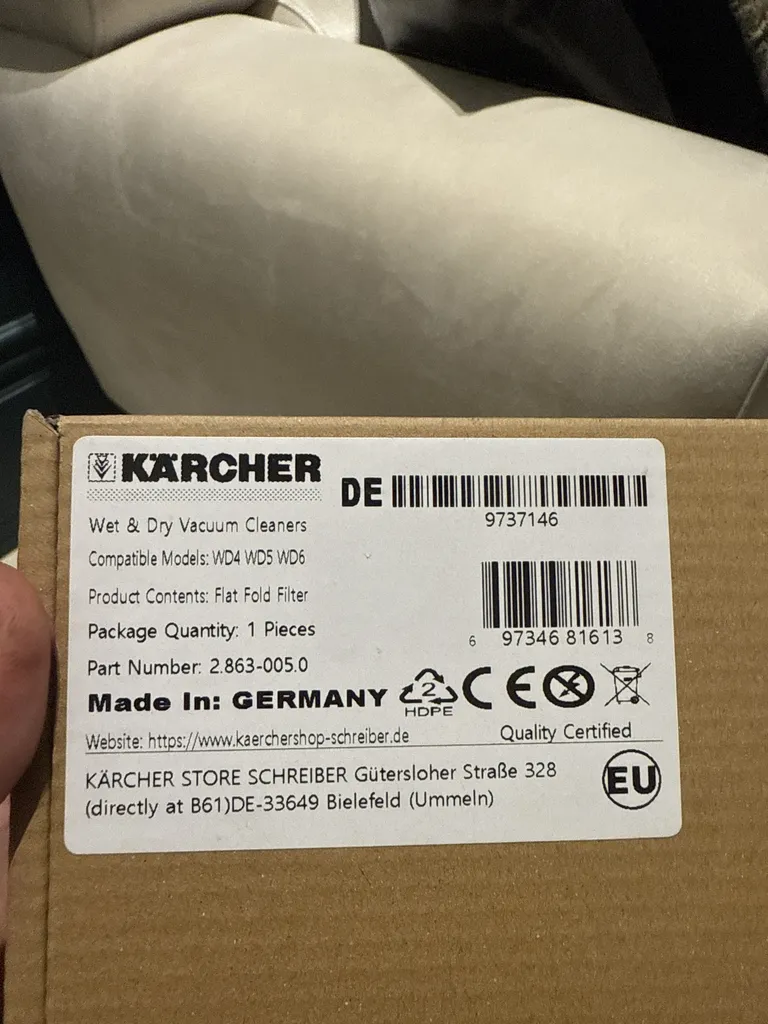 KÄRCHER
DE
9737146
Wet & Dry Vacuum Cleaners
Compatible Models: WD4 WD5 WD6
Product Contents: Flat Fold Filter
Package Quantity: 1 Pieces
6 97346 81613 8
Part Number: 2.863-005.0
Made In: GERMANY
2
HDPE
CE
Website: https://www.kaerchershop-schreiber.de
Quality Certified
KÄRCHER STORE SCHREIBER Gütersloher Straße 328
(directly at B61)DE-33649 Bielefeld (Ummeln)
EU